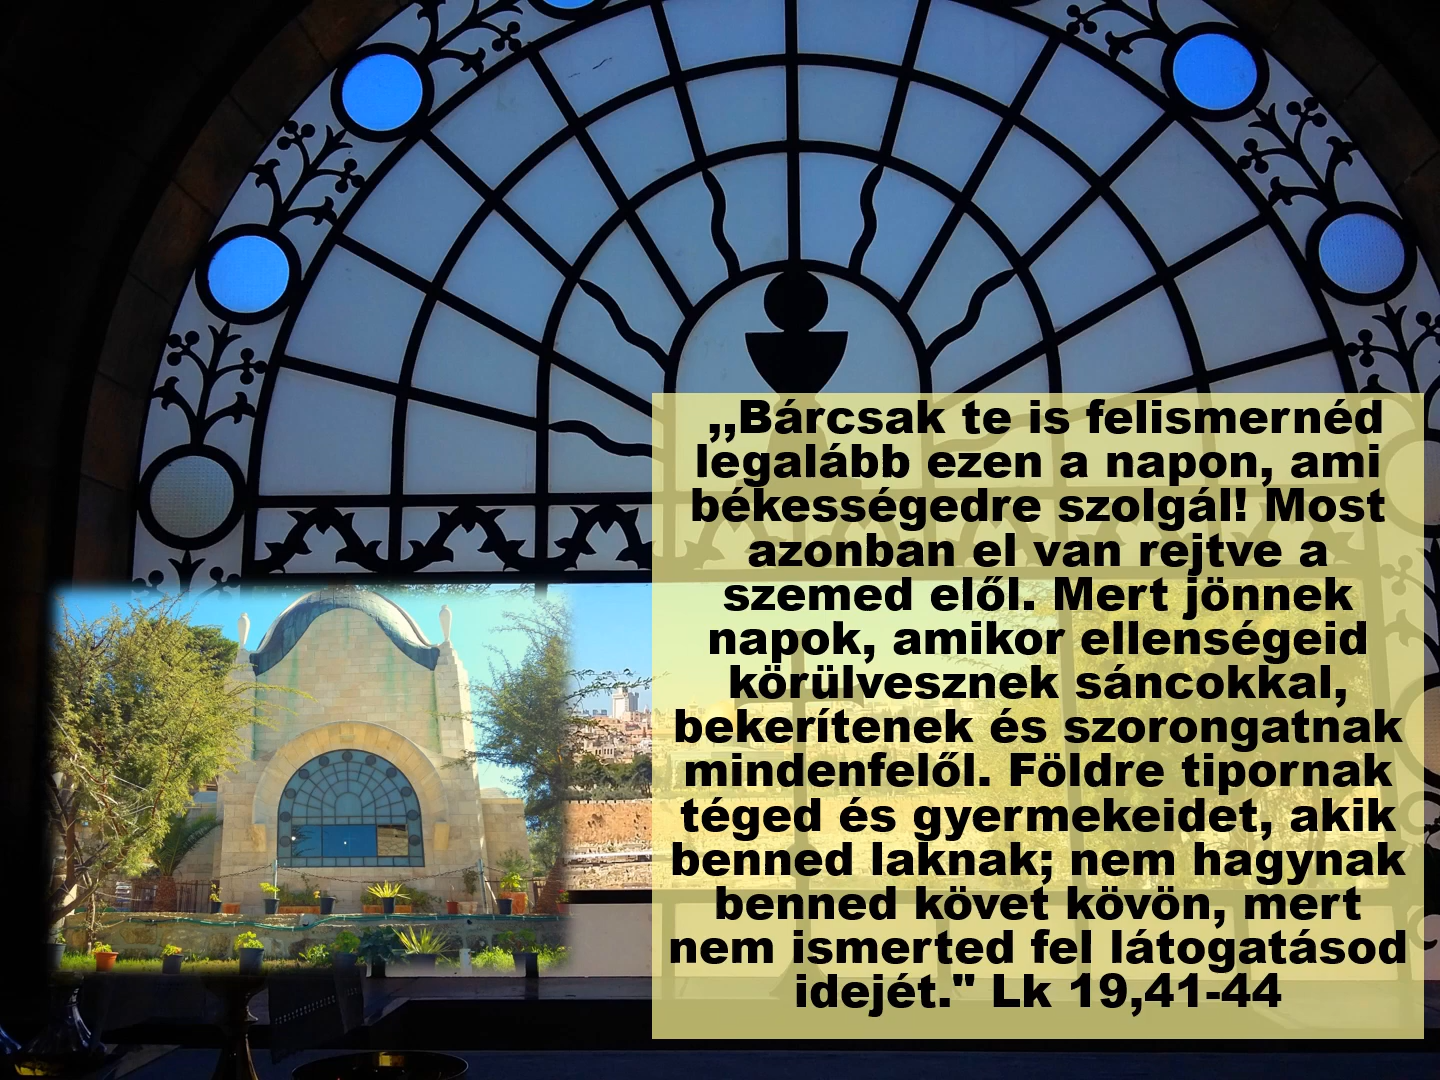 ,,Bárcsak te is felismernéd
legalább ezen a napon, ami
békességedre szolgál! Most
azonban el van rejtve a
szemed elől. Mert jönnek
napok, amikor ellenségeid
körülvesznek sáncokkal,
bekerítenek és szorongatnak
mindenfelől. Földre tipornak
téged és gyermekeidet, akik
benned laknak; nem hagynak
benned követ kövön, mert
nem ismerted fel látogatásod
idejét." Lk 19,41-44